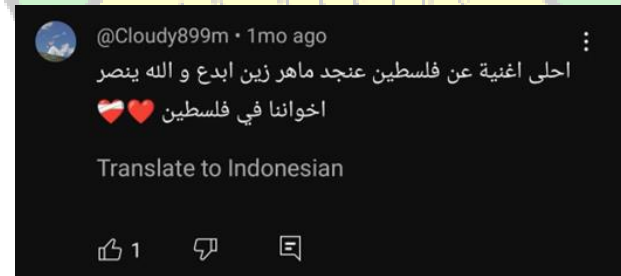 @Cloudy899m • 1mo ago
احلى اغنية عن فلسطين عنجد ماهر زين ابدع و الله ينصر
اخواننا في فلسطين ❤️❤️‍🩹
Translate to Indonesian
1